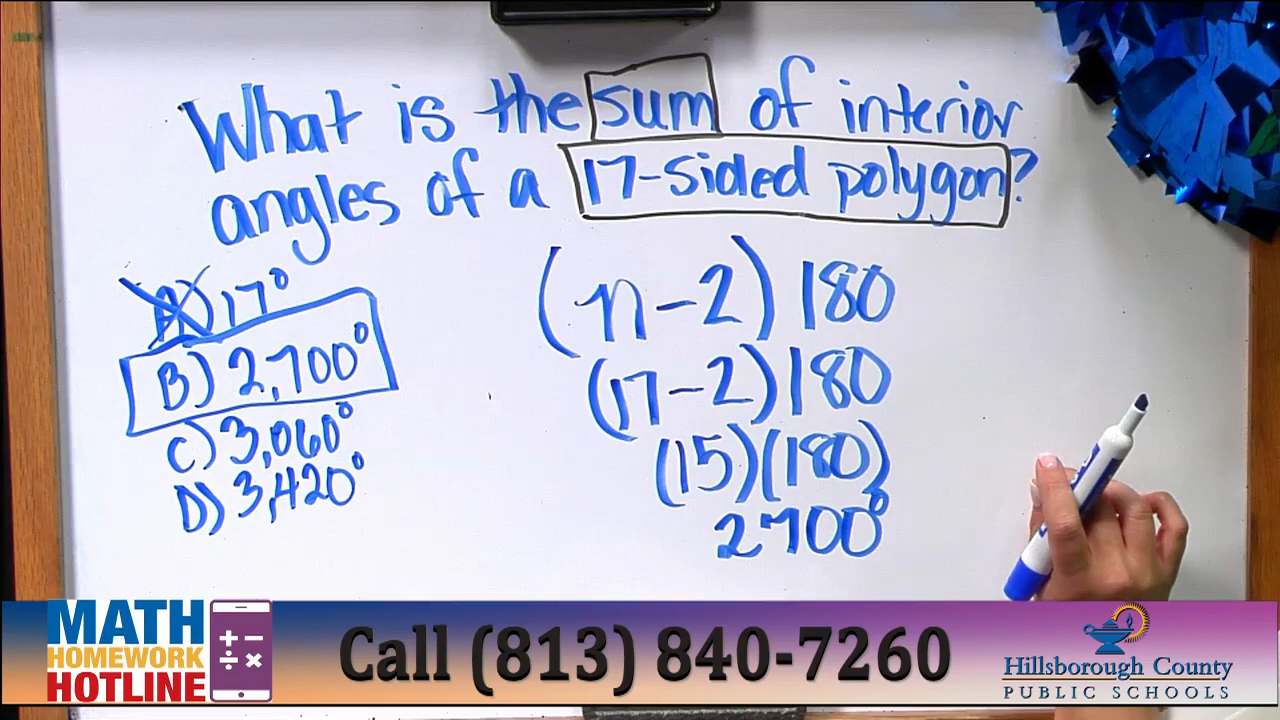 What is the sum of interior
angles of a 17-sided polygon?
A) 17°
B) 2,700°
C) 3,060°
D) 3,420°
(n-2) 180
(17-2) 180
(15)(180)
2700°
MATH
HOMEWORK
HOTLINE
+ −
÷ ×
Call (813) 840-7260
Hillsborough County
PUBLIC SCHOOLS